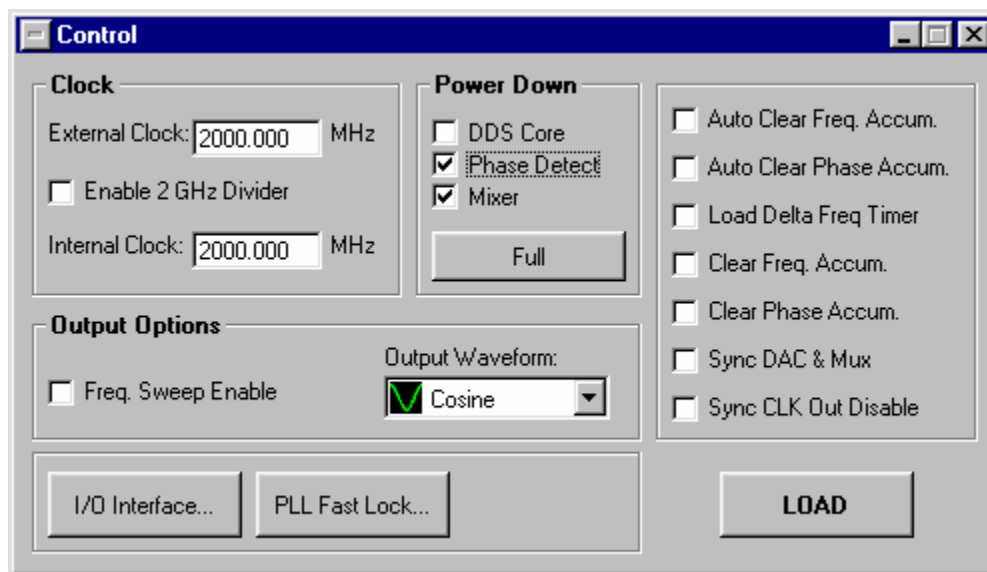 Control
Clock
External Clock: 2000.000 MHz
Enable 2 GHz Divider
Internal Clock: 2000.000 MHz
Power Down
DDS Core
Phase Detect
Mixer
Full
Auto Clear Freq. Accum.
Auto Clear Phase Accum.
Load Delta Freq Timer
Clear Freq. Accum.
Clear Phase Accum.
Sync DAC & Mux
Sync CLK Out Disable
Output Options
Freq. Sweep Enable
Output Waveform:
Cosine
I/O Interface...
PLL Fast Lock...
LOAD